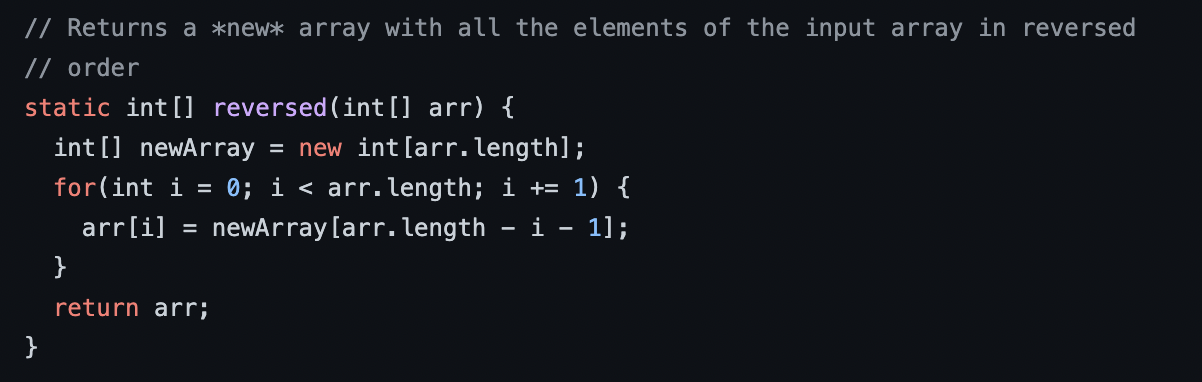 // Returns a *new* array with all the elements of the input array in reversed
// order
static int[] reversed(int[] arr) {
  int[] newArray = new int[arr.length];
  for(int i = 0; i < arr.length; i += 1) {
    arr[i] = newArray[arr.length - i - 1];
  }
  return arr;
}